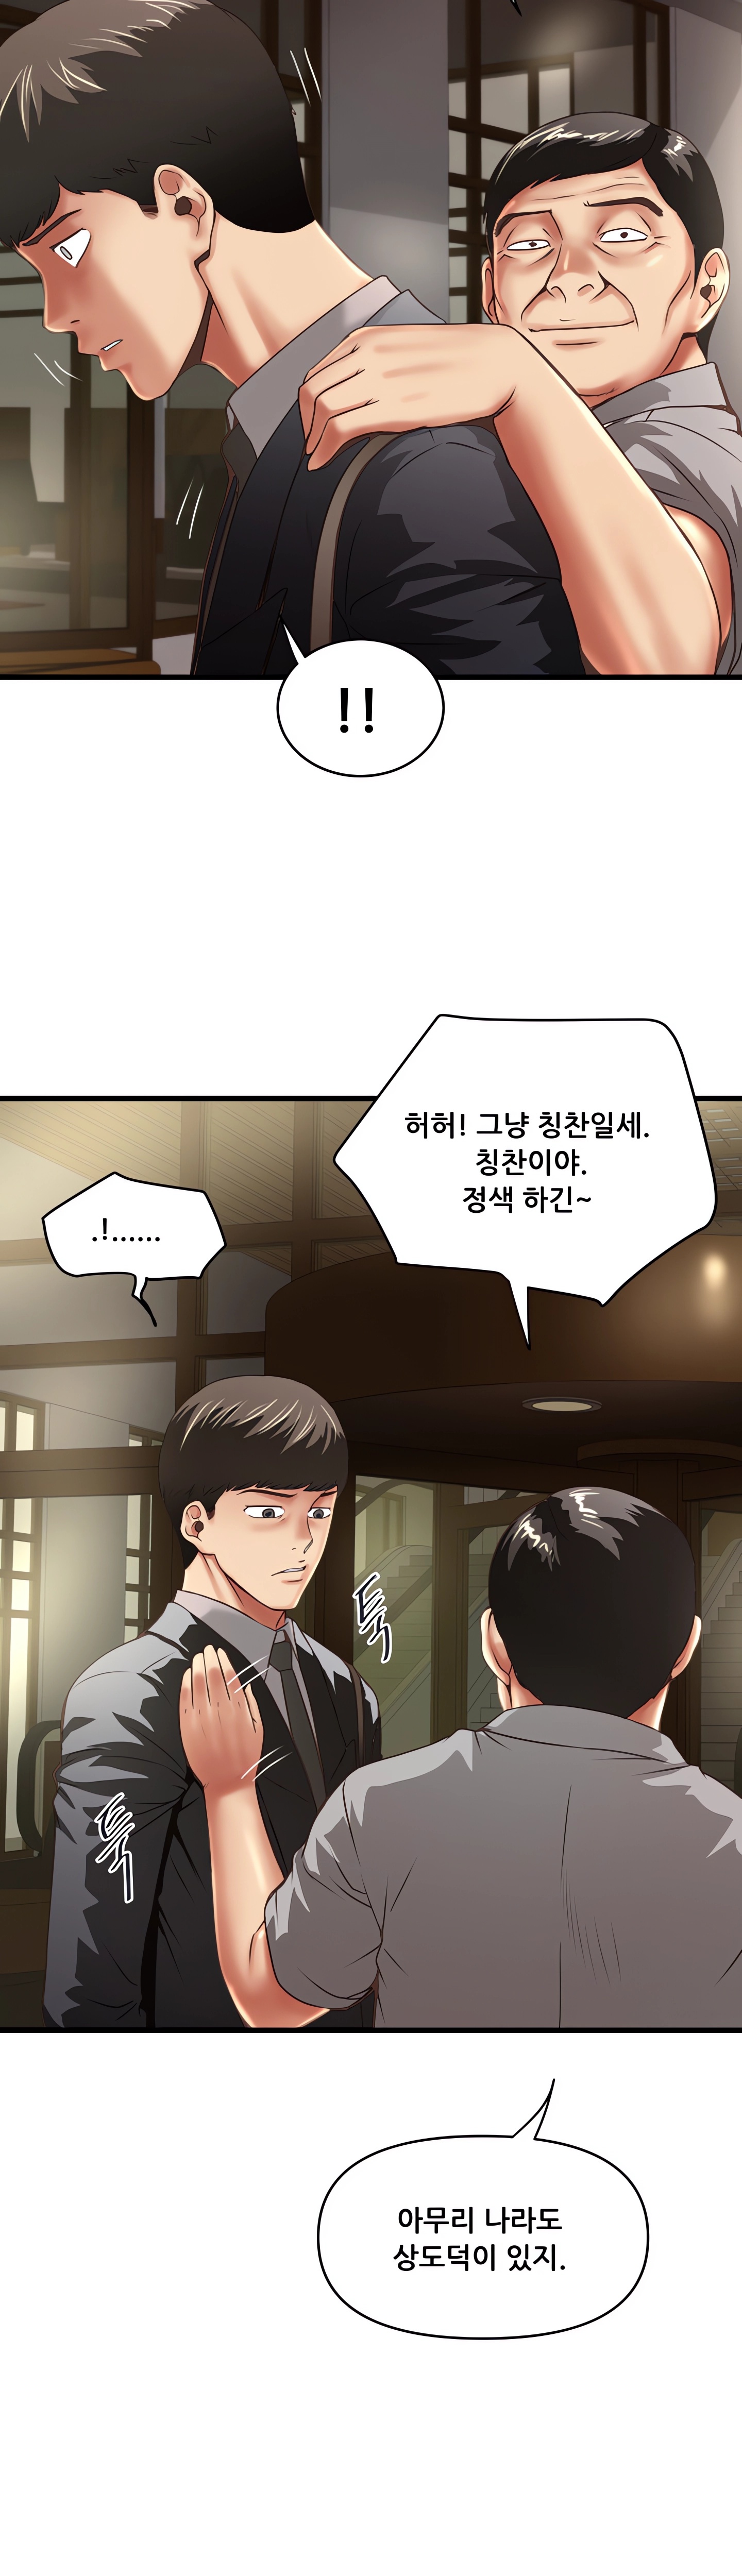 !!
허허! 그냥 칭찬일세.
칭찬이야.
정색 하긴~
.!......
툭
툭
아무리 나라도
상도덕이 있지.